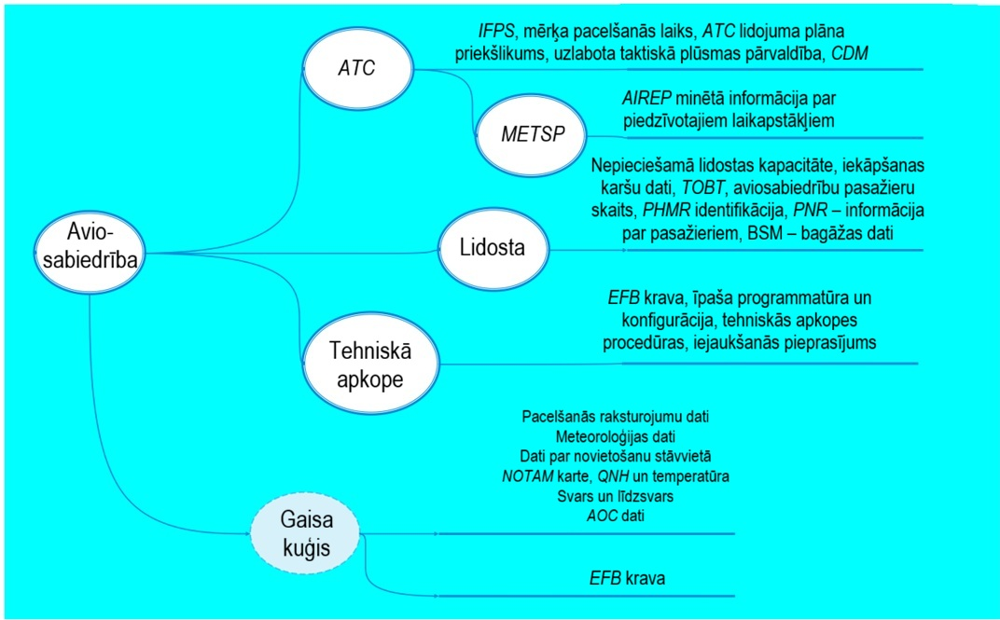 ATC
IFPS, mērķa pacelšanās laiks, ATC lidojuma plāna
priekšlikums, uzlabota taktiskā plūsmas pārvaldība, CDM
METSP
AIREP minētā informācija par
piedzīvotajiem laikapstākļiem
Avio-
sabiedrība
Lidosta
Nepieciešamā lidostas kapacitāte, iekāpšanas
karšu dati, TOBT, aviosabiedrību pasažieru
skaits, PHMR identifikācija, PNR – informācija
par pasažieriem, BSM – bagāžas dati
Tehniskā
apkope
EFB krava, īpaša programmatūra un
konfigurācija, tehniskās apkopes
procedūras, iejaukšanās pieprasījums
Gaisa
kuģis
Pacelšanās raksturojumu dati
Meteoroloģijas dati
Dati par novietošanu stāvvietā
NOTAM karte, QNH un temperatūra
Svars un līdzsvars
AOC dati
EFB krava